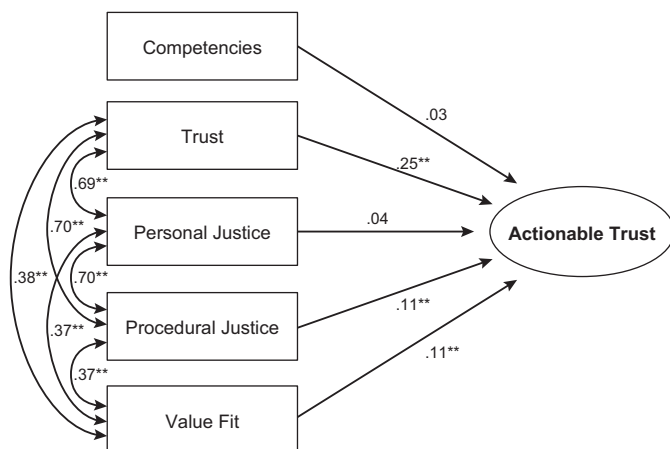 Competencies
.03
Trust
.25**
.69**
.70**
Personal Justice
.04
Actionable Trust
.38**
.70**
Procedural Justice
.11**
.37**
.37**
.11**
Value Fit